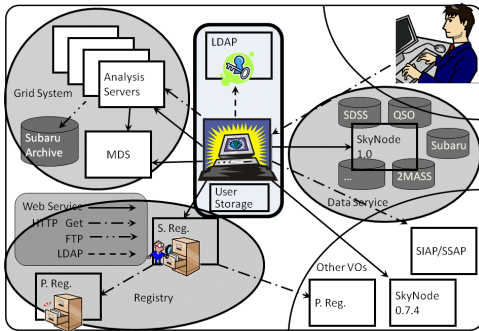 LDAP
Analysis
Servers
Grid System
Subaru
Archive
MDS
SDSS
QSO
SkyNode
1.0
Subaru
...
2MASS
Data Service
User
Storage
Web Service
HTTP Get
FTP
LDAP
S. Reg.
P. Reg.
Registry
Other VOs
P. Reg.
SIAP/SSAP
SkyNode
0.7.4